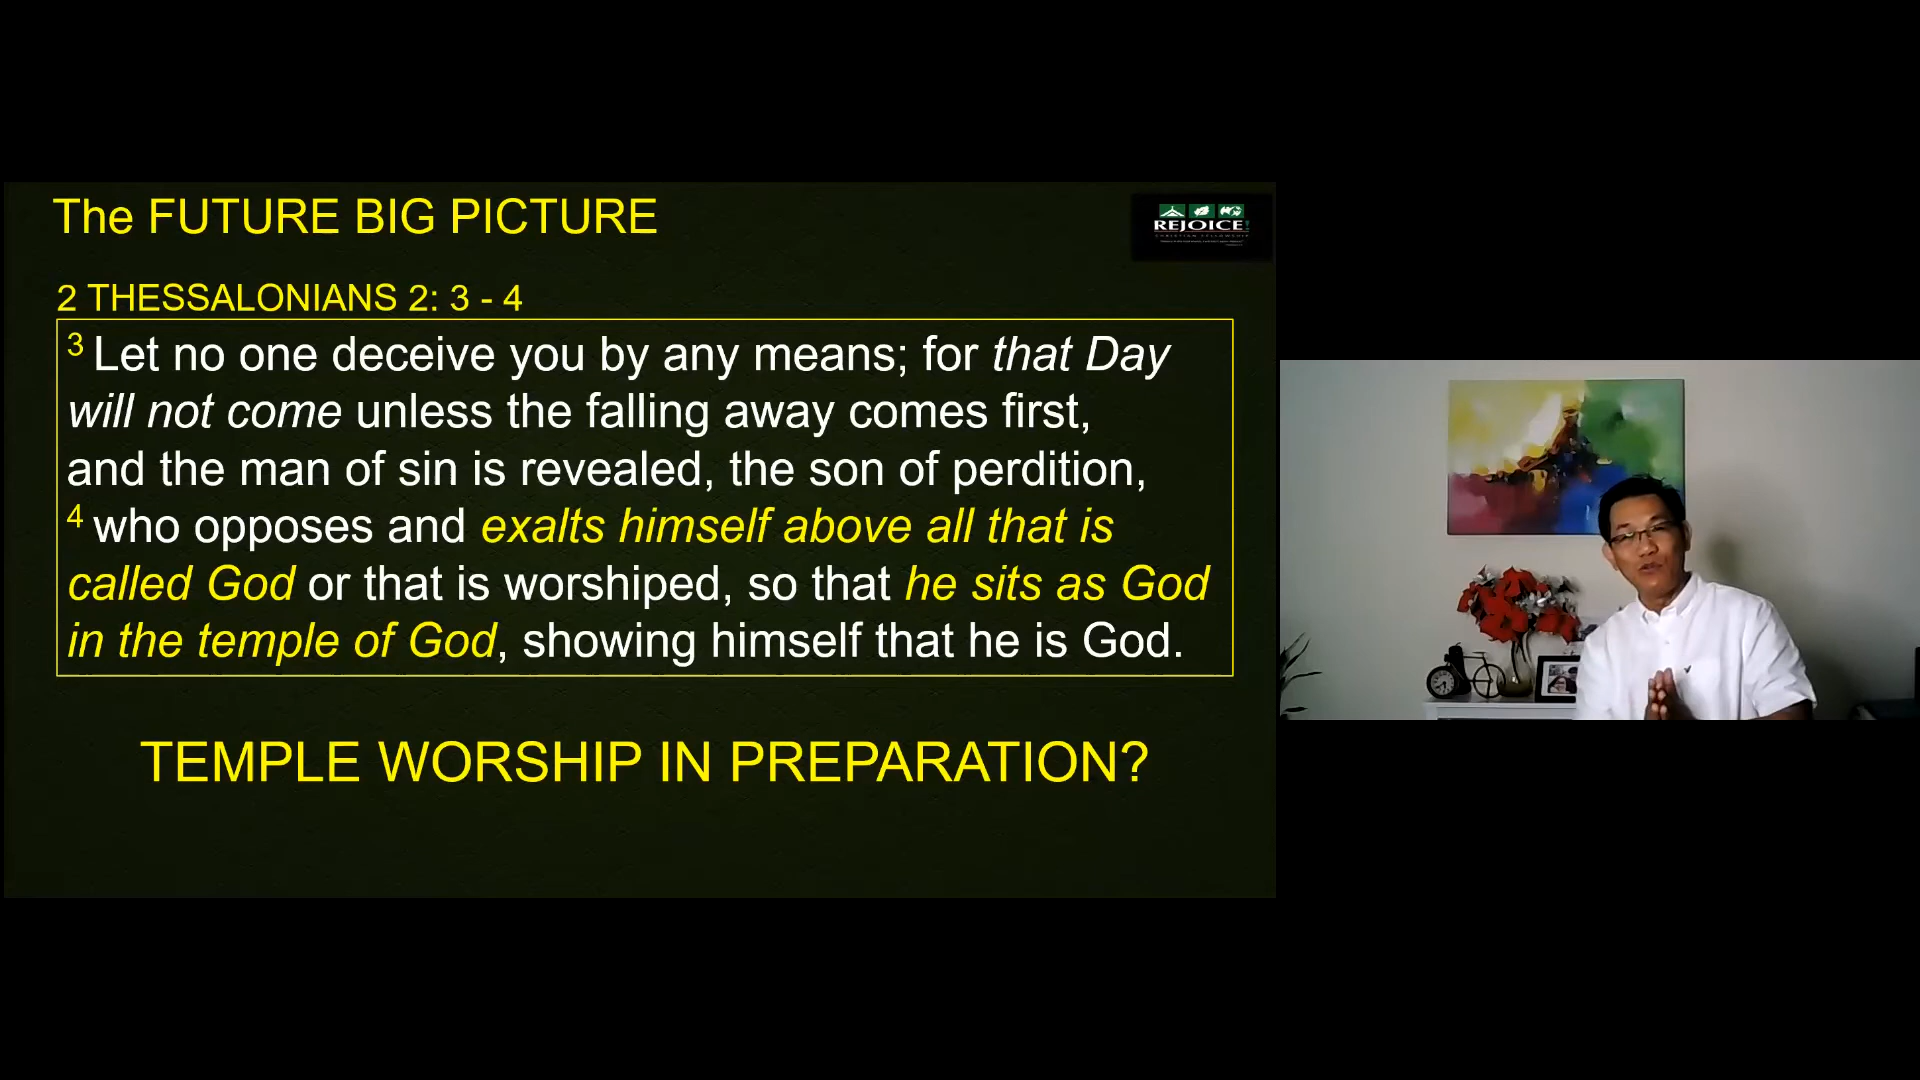 The FUTURE BIG PICTURE
REJOICE!
2 THESSALONIANS 2: 3 - 4
3 Let no one deceive you by any means; for that Day
will not come unless the falling away comes first,
and the man of sin is revealed, the son of perdition,
4 who opposes and exalts himself above all that is
called God or that is worshiped, so that he sits as God
in the temple of God, showing himself that he is God.
TEMPLE WORSHIP IN PREPARATION?